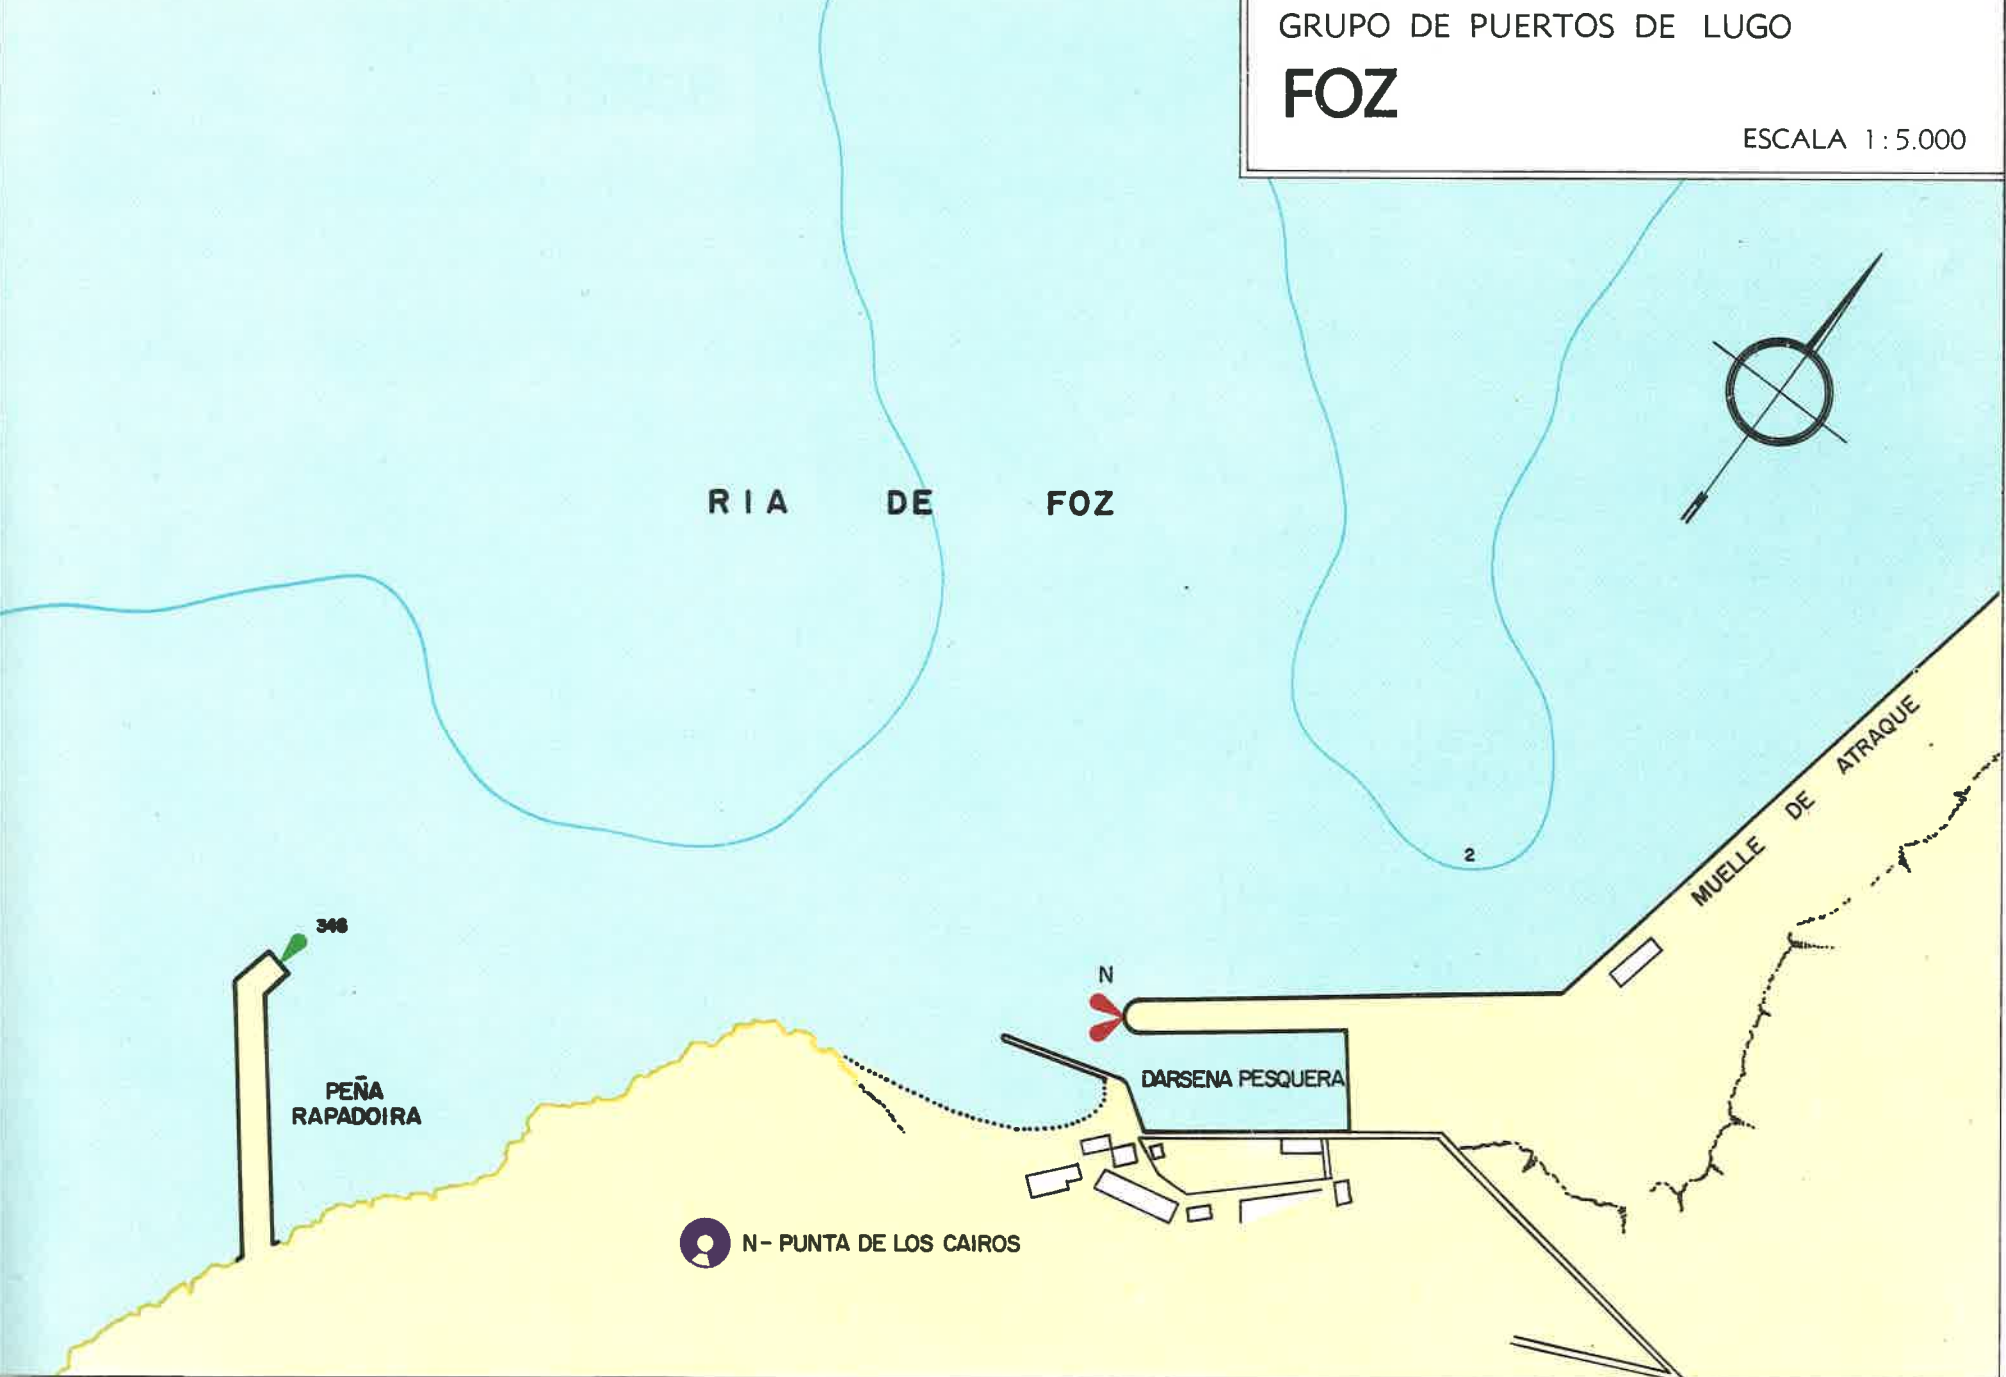 GRUPO DE PUERTOS DE LUGO
FOZ
ESCALA 1:5.000
RIA DE FOZ
MUELLE DE ATRAQUE
2
346
N
PEÑA
RAPADOIRA
DARSENA PESQUERA
N- PUNTA DE LOS CAIROS